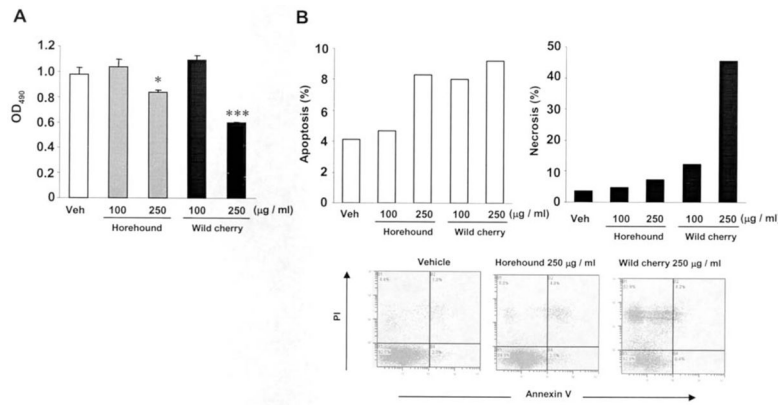 A
B
OD490
1.2
1.0
0.8
0.6
0.4
0.2
0
*
***
Veh 100 250 100 250 (µg / ml)
Horehound Wild cherry
Apoptosis (%)
10
8
6
4
2
0
Veh 100 250 100 250
Horehound Wild cherry
Necrosis (%)
50
40
30
20
10
0
Veh 100 250 100 250 (µg / ml)
Horehound Wild cherry
Vehicle Horehound 250 µg / ml Wild cherry 250 µg / ml
PI
Annexin V